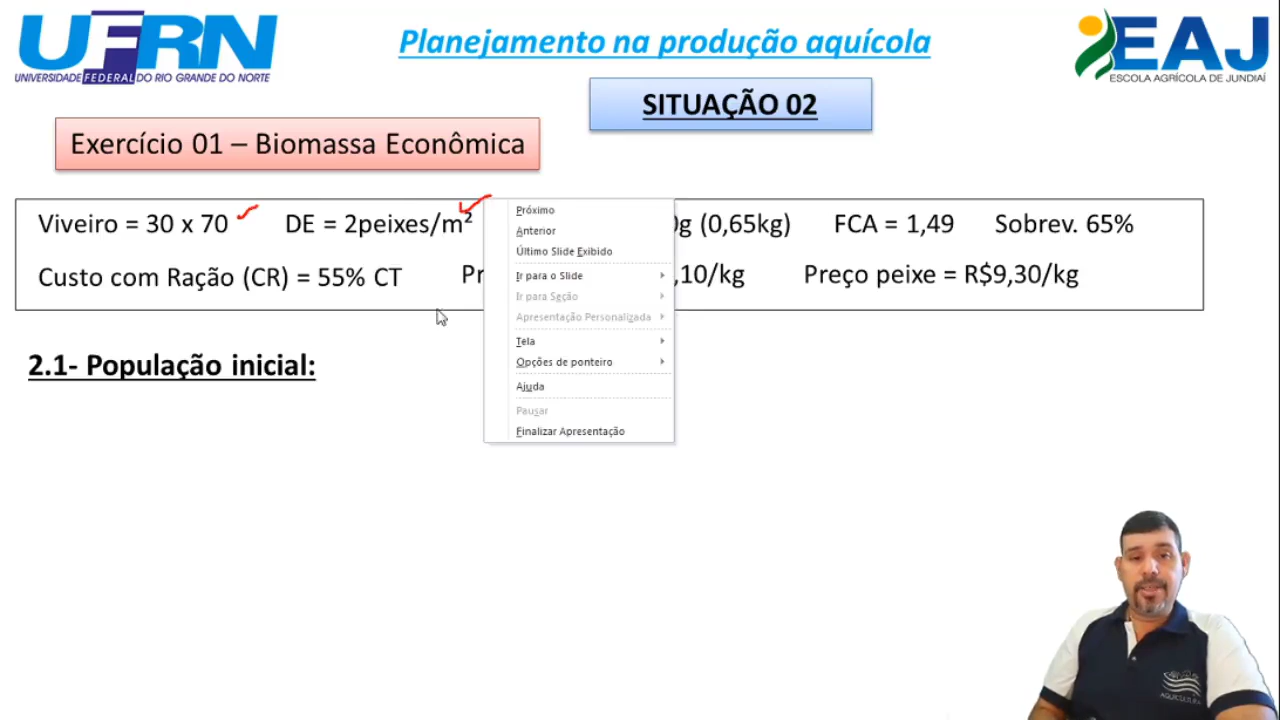 UFRN
UNIVERSIDADE FEDERAL DO RIO GRANDE DO NORTE
Planejamento na produção aquícola
EAJ
ESCOLA AGRÍCOLA DE JUNDIAÍ
SITUAÇÃO 02
Exercício 01 – Biomassa Econômica
Viveiro = 30 x 70 DE = 2peixes/m² 0g (0,65kg) FCA = 1,49 Sobrev. 65%
Custo com Ração (CR) = 55% CT Pr ,10/kg Preço peixe = R$9,30/kg
Próximo
Anterior
Último Slide Exibido
Ir para o Slide
Ir para Seção
Apresentação Personalizada
Tela
Opções de ponteiro
Ajuda
Pausar
Finalizar Apresentação
2.1- População inicial:
AQUICULTURA